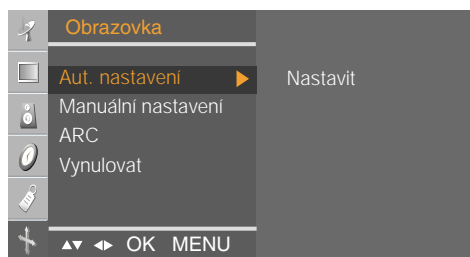 Obrazovka
Aut. nastavení ▶ Nastavit
Manuální nastavení
ARC
Vynulovat
▲▼ ◀▶ OK MENU